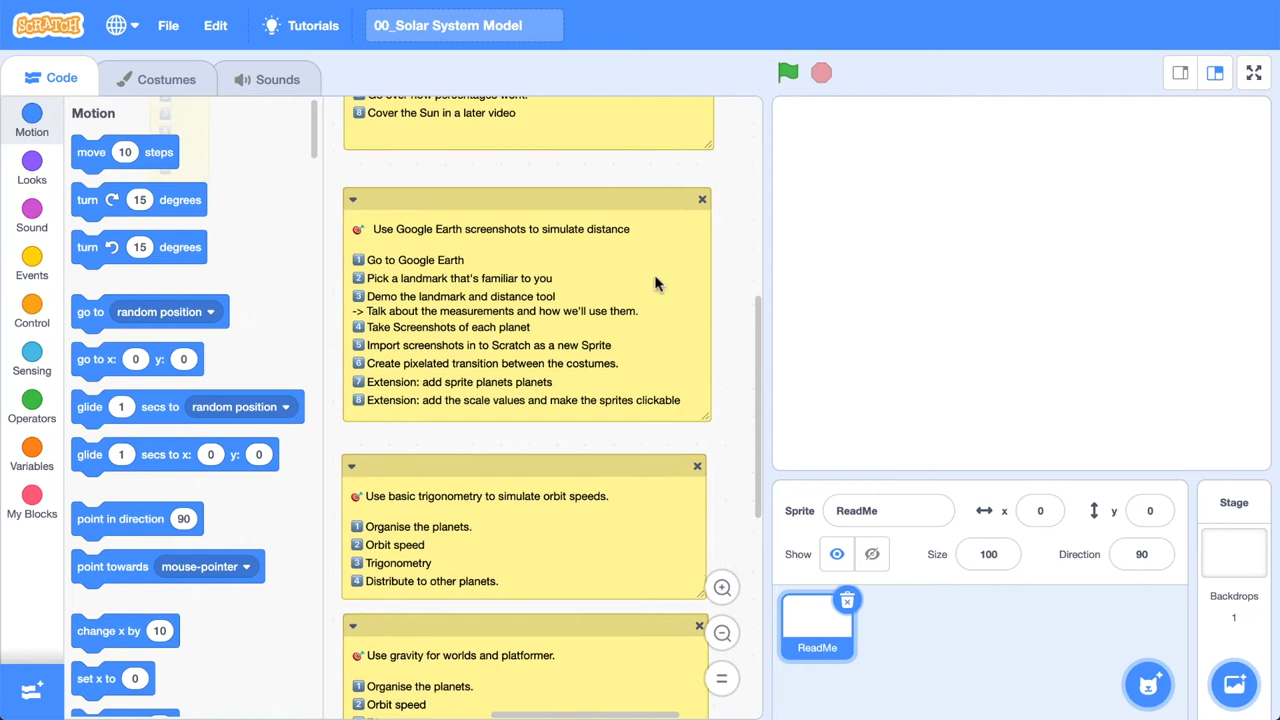 SCRATCH
File
Edit
Tutorials
00_Solar System Model
Code
Costumes
Sounds
Motion
Looks
Sound
Events
Control
Sensing
Operators
Variables
My Blocks
Motion
move 10 steps
turn 15 degrees
turn 15 degrees
go to random position
go to x: 0 y: 0
glide 1 secs to random position
glide 1 secs to x: 0 y: 0
point in direction 90
point towards mouse-pointer
change x by 10
set x to 0
Go over how percentages work.
8 Cover the Sun in a later video
Use Google Earth screenshots to simulate distance
1 Go to Google Earth
2 Pick a landmark that's familiar to you
3 Demo the landmark and distance tool
-> Talk about the measurements and how we'll use them.
4 Take Screenshots of each planet
5 Import screenshots in to Scratch as a new Sprite
6 Create pixelated transition between the costumes.
7 Extension: add sprite planets planets
8 Extension: add the scale values and make the sprites clickable
Use basic trigonometry to simulate orbit speeds.
1 Organise the planets.
2 Orbit speed
3 Trigonometry
4 Distribute to other planets.
Use gravity for worlds and platformer.
1 Organise the planets.
2 Orbit speed
Sprite ReadMe x 0 y 0
Show Size 100 Direction 90
ReadMe
Stage
Backdrops
1